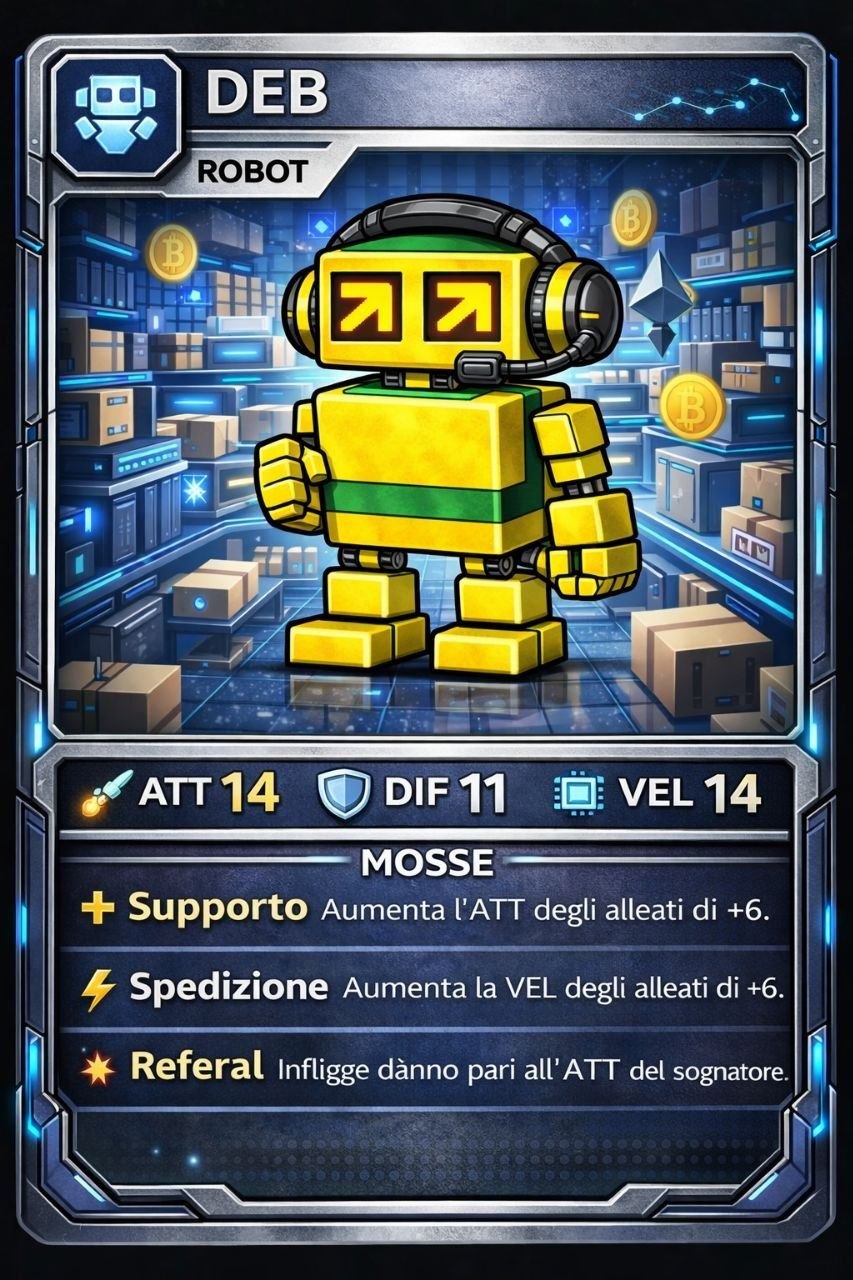 DEB
ROBOT
ATT 14 DIF 11 VEL 14
MOSSE
Supporto Aumenta l'ATT degli alleati di +6.
Spedizione Aumenta la VEL degli alleati di +6.
Referal Infligge dànno pari all'ATT del sognatore.